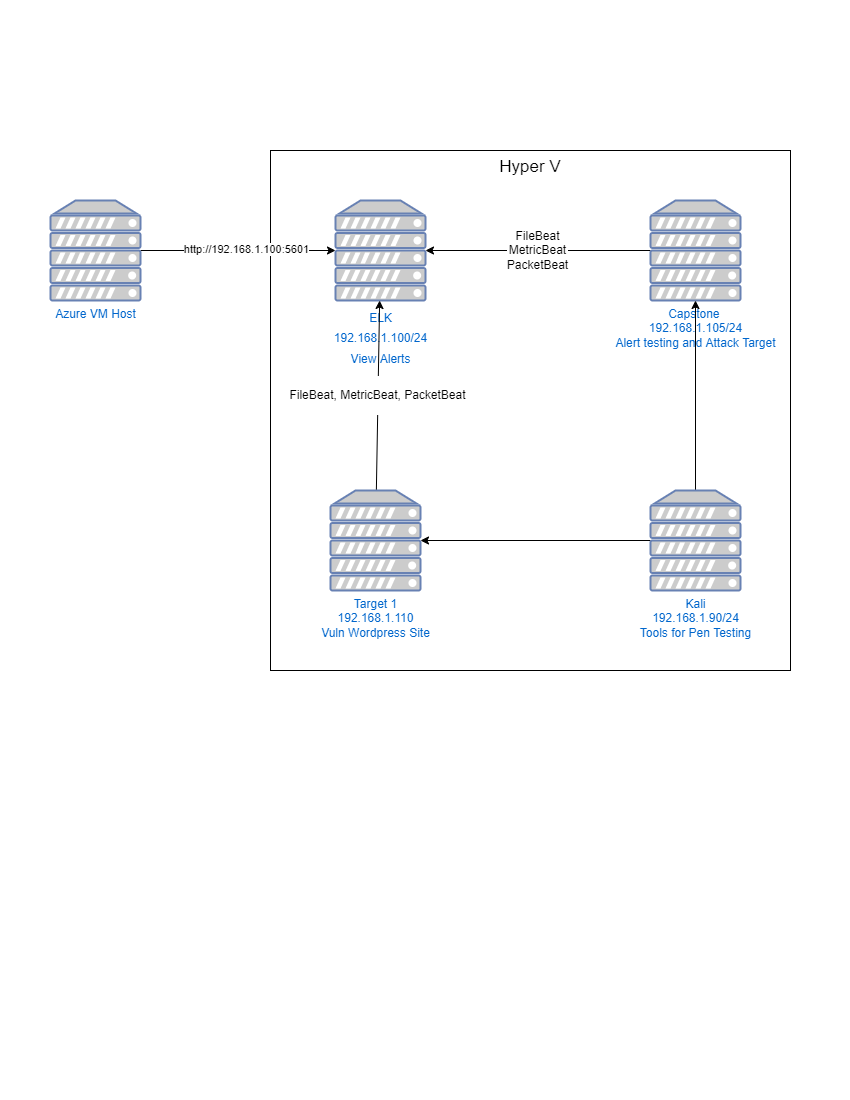 Hyper V
http://192.168.1.100:5601
FileBeat
MetricBeat
PacketBeat
Azure VM Host
ELK
192.168.1.100/24
View Alerts
Capstone
192.168.1.105/24
Alert testing and Attack Target
FileBeat, MetricBeat, PacketBeat
Target 1
192.168.1.110
Vuln Wordpress Site
Kali
192.168.1.90/24
Tools for Pen Testing